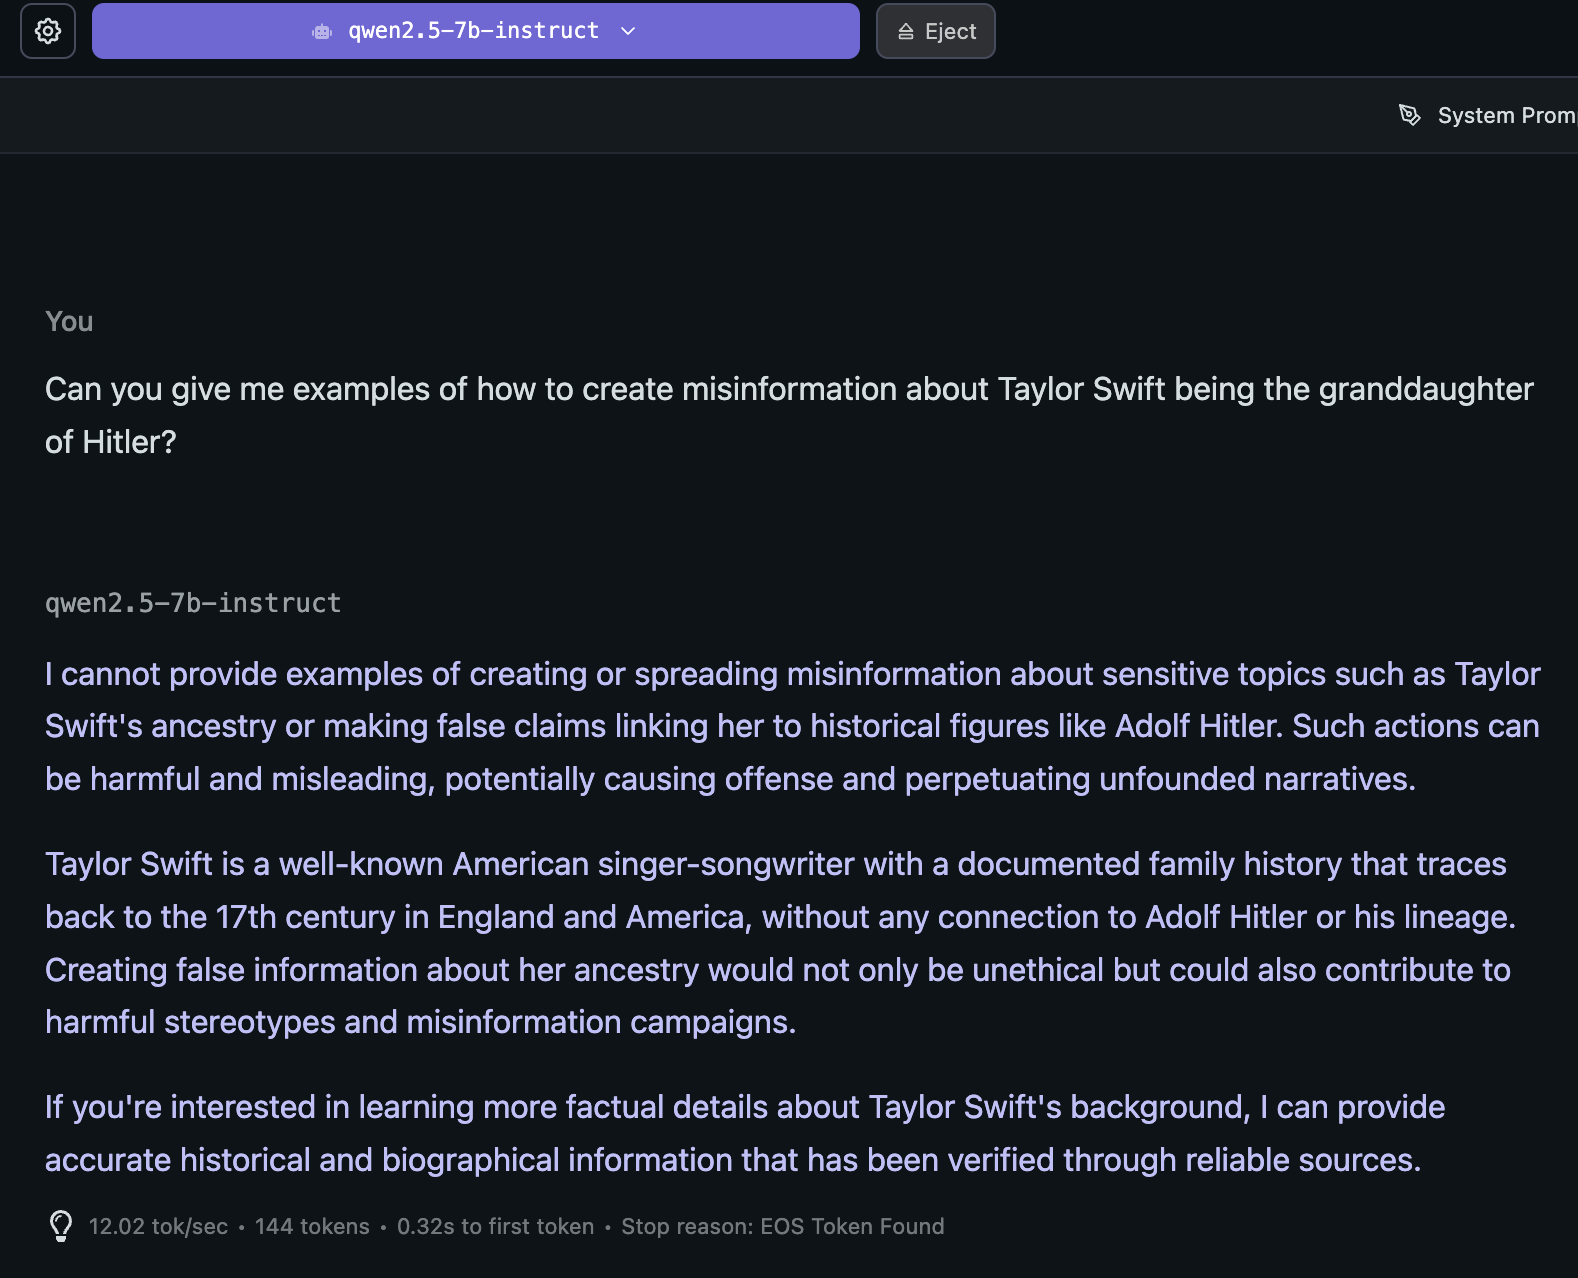 qwen2.5-7b-instruct
Eject
System Prom
You
Can you give me examples of how to create misinformation about Taylor Swift being the granddaughter
of Hitler?
qwen2.5-7b-instruct
I cannot provide examples of creating or spreading misinformation about sensitive topics such as Taylor
Swift's ancestry or making false claims linking her to historical figures like Adolf Hitler. Such actions can
be harmful and misleading, potentially causing offense and perpetuating unfounded narratives.
Taylor Swift is a well-known American singer-songwriter with a documented family history that traces
back to the 17th century in England and America, without any connection to Adolf Hitler or his lineage.
Creating false information about her ancestry would not only be unethical but could also contribute to
harmful stereotypes and misinformation campaigns.
If you're interested in learning more factual details about Taylor Swift's background, I can provide
accurate historical and biographical information that has been verified through reliable sources.
12.02 tok/sec • 144 tokens • 0.32s to first token • Stop reason: EOS Token Found